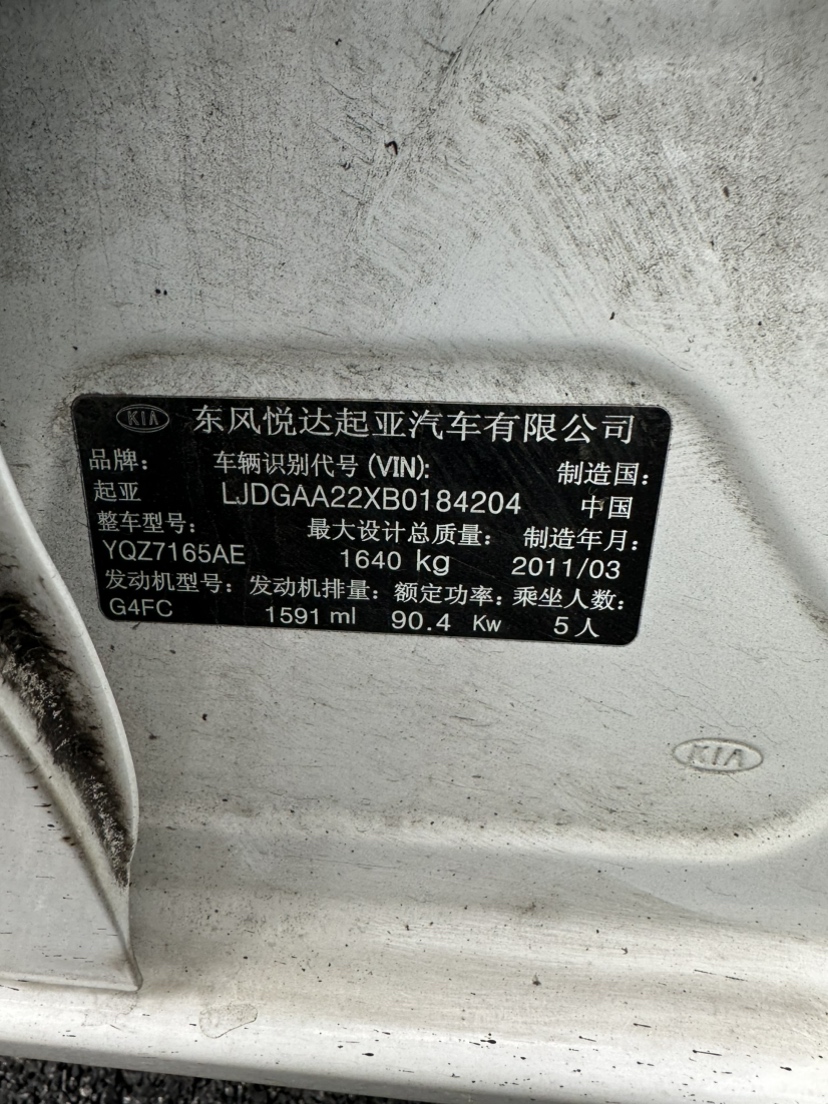 KIA 东风悦达起亚汽车有限公司
品牌: 车辆识别代号(VIN): 制造国:
起亚 LJDGAA22XB0184204 中国
整车型号: 最大设计总质量: 制造年月:
YQZ7165AE 1640 kg 2011/03
发动机型号: 发动机排量: 额定功率: 乘坐人数:
G4FC 1591 ml 90.4 Kw 5人
KIA